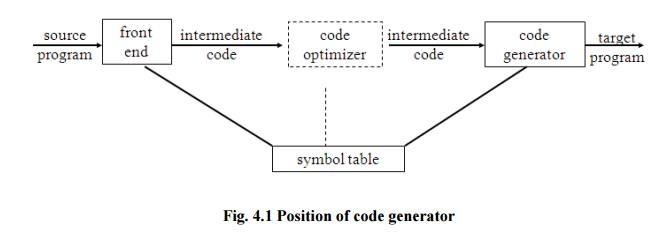 source
program
front
end
intermediate
code
code
optimizer
intermediate
code
code
generator
target
program
symbol table
Fig. 4.1 Position of code generator